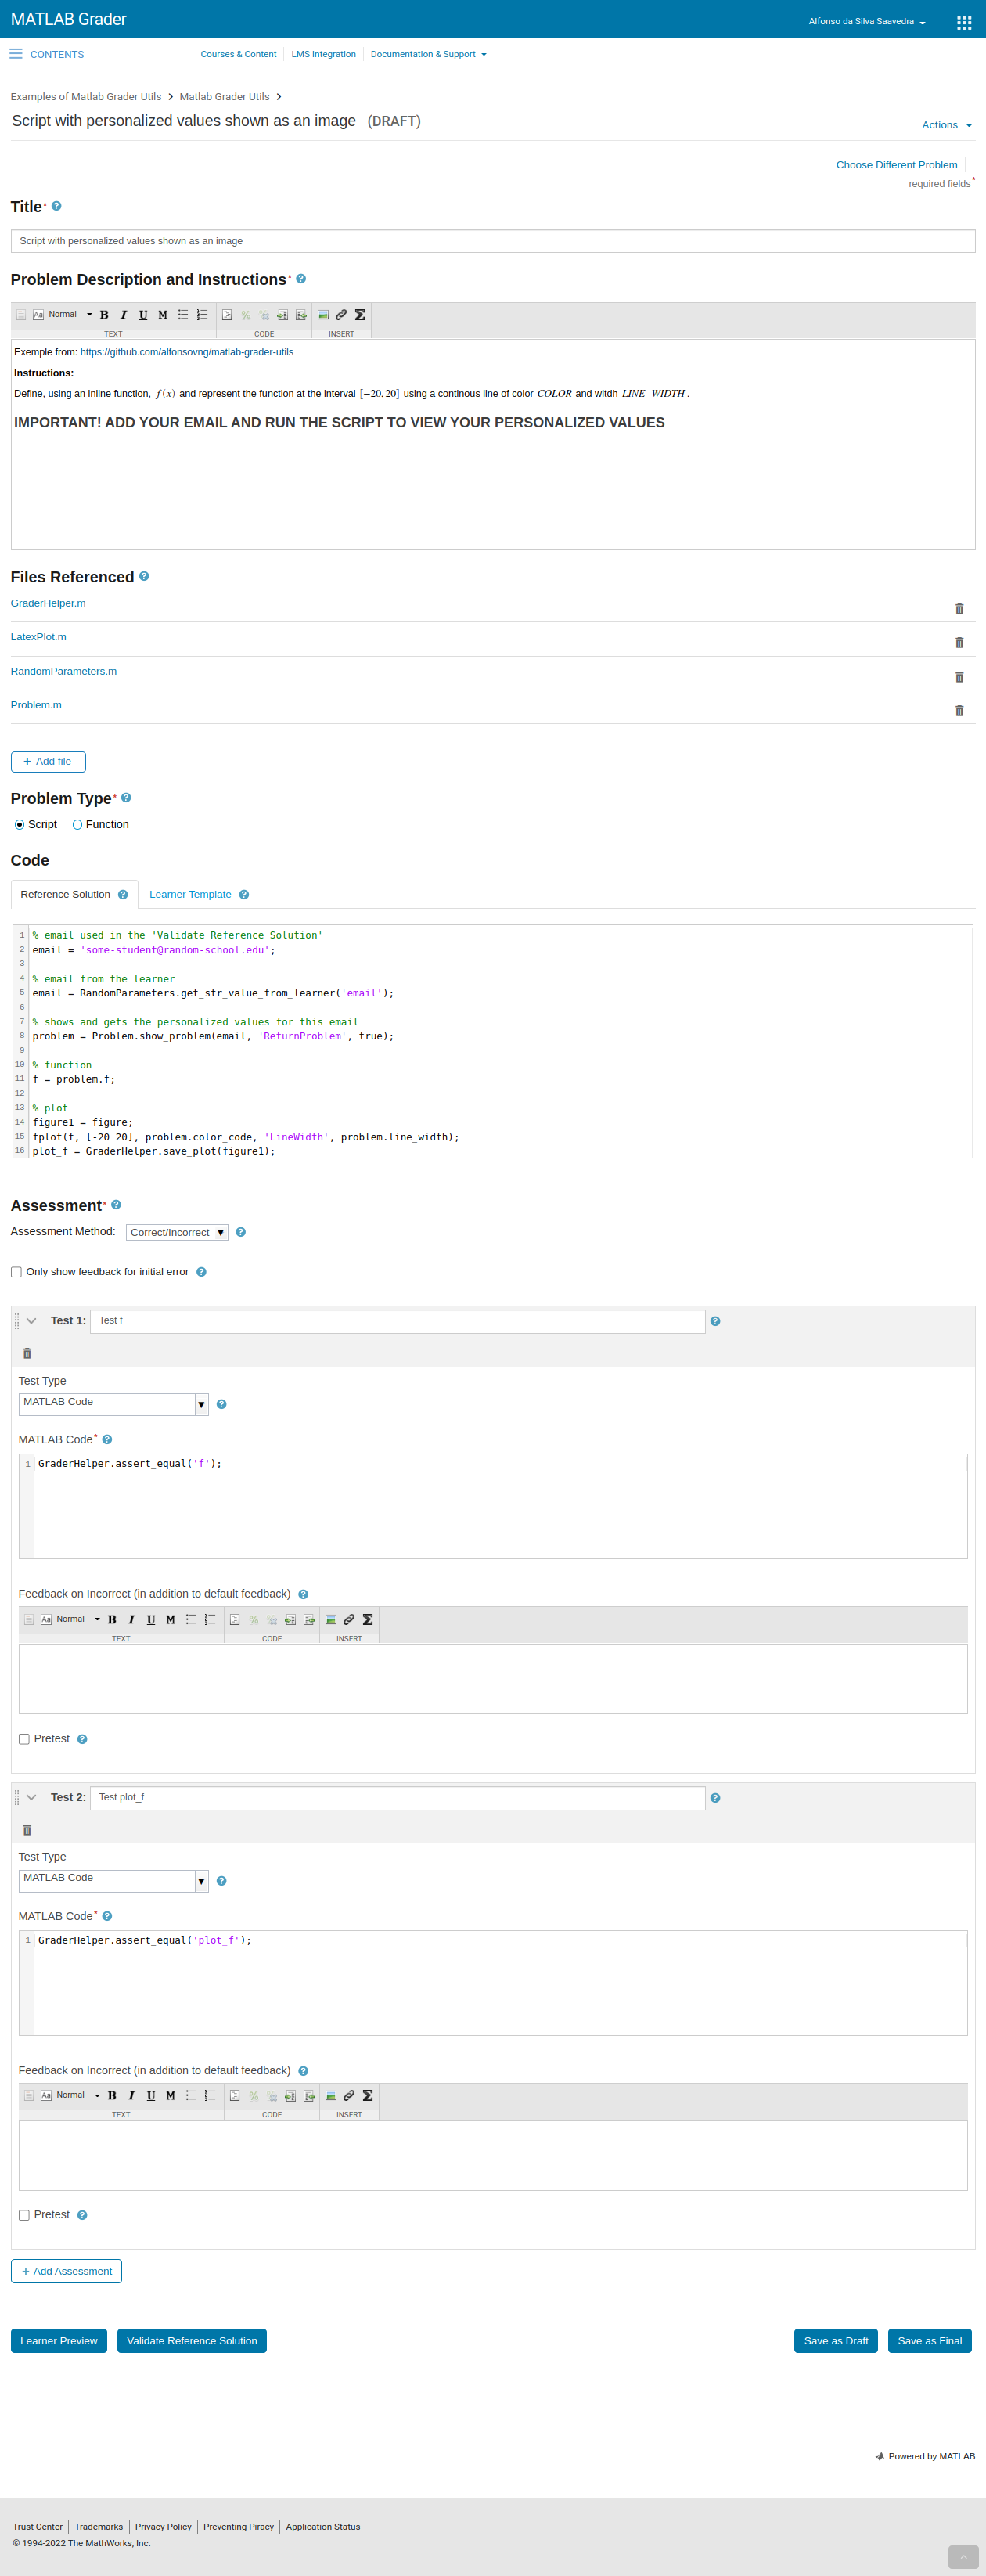 MATLAB Grader
Alfonso da Silva Saavedra
CONTENTS
Courses & Content
LMS Integration
Documentation & Support
Examples of Matlab Grader Utils
Matlab Grader Utils
Script with personalized values shown as an image (DRAFT)
Actions
Choose Different Problem
required fields*
Title*
Script with personalized values shown as an image
Problem Description and Instructions*
Normal B I U M
TEXT
CODE
INSERT
Exemple from: https://github.com/alfonsovng/matlab-grader-utils
Instructions:
Define, using an inline function, f(x) and represent the function at the interval [−20, 20] using a continous line of color COLOR and witdh LINE_WIDTH .
IMPORTANT! ADD YOUR EMAIL AND RUN THE SCRIPT TO VIEW YOUR PERSONALIZED VALUES
Files Referenced
GraderHelper.m
LatexPlot.m
RandomParameters.m
Problem.m
+ Add file
Problem Type*
Script
Function
Code
Reference Solution
Learner Template
1 % email used in the 'Validate Reference Solution'
2 email = 'some-student@random-school.edu';
3
4 % email from the learner
5 email = RandomParameters.get_str_value_from_learner('email');
6
7 % shows and gets the personalized values for this email
8 problem = Problem.show_problem(email, 'ReturnProblem', true);
9
10 % function
11 f = problem.f;
12
13 % plot
14 figure1 = figure;
15 fplot(f, [-20 20], problem.color_code, 'LineWidth', problem.line_width);
16 plot_f = GraderHelper.save_plot(figure1);
Assessment*
Assessment Method: Correct/Incorrect
Only show feedback for initial error
Test 1: Test f
Test Type
MATLAB Code
MATLAB Code*
1 GraderHelper.assert_equal('f');
Feedback on Incorrect (in addition to default feedback)
Normal B I U M
TEXT
CODE
INSERT
Pretest
Test 2: Test plot_f
Test Type
MATLAB Code
MATLAB Code*
1 GraderHelper.assert_equal('plot_f');
Feedback on Incorrect (in addition to default feedback)
Normal B I U M
TEXT
CODE
INSERT
Pretest
+ Add Assessment
Learner Preview
Validate Reference Solution
Save as Draft
Save as Final
Powered by MATLAB
Trust Center
Trademarks
Privacy Policy
Preventing Piracy
Application Status
© 1994-2022 The MathWorks, Inc.